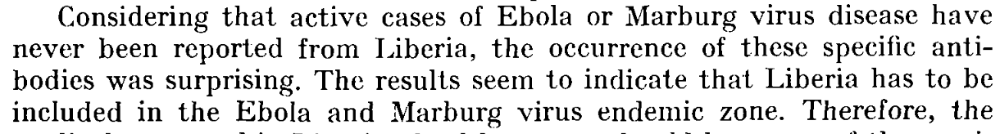 Considering that active cases of Ebola or Marburg virus disease have
never been reported from Liberia, the occurrence of these specific anti-
bodies was surprising. The results seem to indicate that Liberia has to be
included in the Ebola and Marburg virus endemic zone. Therefore, the